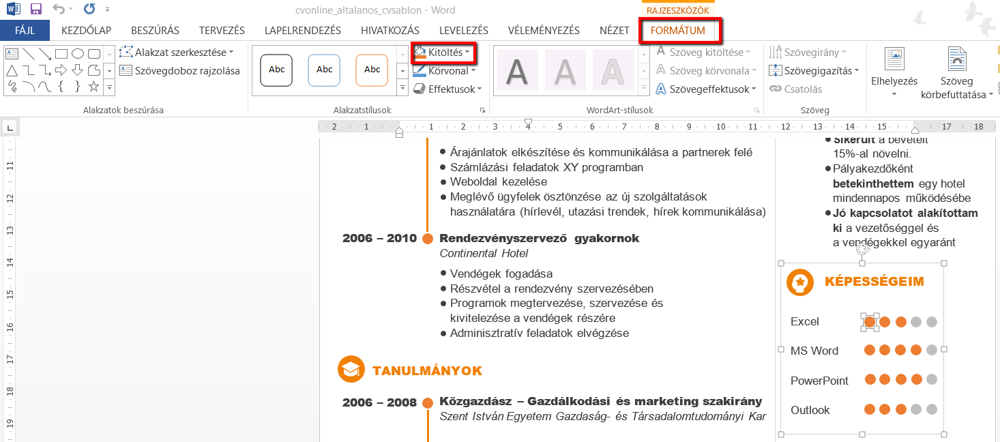 cvonline_altalanos_cvsablon - Word
RAJZESZKÖZÖK
FÁJL KEZDŐLAP BESZÚRÁS TERVEZÉS LAPELRENDEZÉS HIVATKOZÁS LEVELEZÉS VÉLEMÉNYEZÉS NÉZET FORMÁTUM
Alakzat szerkesztése
Szövegdoboz rajzolása
Alakzatok beszúrása
Abc Abc Abc
Kitöltés
Körvonal
Effektusok
Alakzatstílusok
A A A
Szöveg kitöltése
Szöveg körvonala
Szövegeffektusok
WordArt-stílusok
Szövegirány
Szövegigazítás
Csatolás
Szöveg
Elhelyezés
Szöveg
körbefuttatása
2 1 1 2 3 4 5 6 7 8 9 10 11 12 13 14 15 17 18
11
12
13
14
15
16
17
18
19
Árajánlatok elkészítése és kommunikálása a partnerek felé
Számlázási feladatok XY programban
Weboldal kezelése
Meglévő ügyfelek ösztönzése az új szolgáltatások
használatára (hírlevél, utazási trendek, hírek kommunikálása)
2006 – 2010 Rendezvényszervező gyakornok
Continental Hotel
Vendégek fogadása
Részvétel a rendezvény szervezésében
Programok megtervezése, szervezése és
kivitelezése a vendégek részére
Adminisztratív feladatok elvégzése
TANULMÁNYOK
2006 – 2008 Közgazdász – Gazdálkodási és marketing szakirány
Szent István Egyetem Gazdaság- és Társadalomtudományi Kar
Sikerült a bevételt
15%-al növelni.
Pályakezdőként
betekinthettem egy hotel
mindennapos működésébe
Jó kapcsolatot alakítottam
ki a vezetőséggel és
a vendégekkel egyaránt
KÉPESSÉGEIM
Excel
MS Word
PowerPoint
Outlook